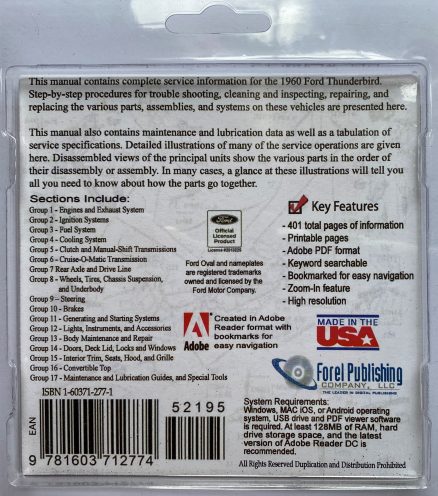 This manual contains complete service information for the 1960 Ford Thunderbird.
Step-by-step procedures for trouble shooting, cleaning and inspecting, repairing, and
replacing the various parts, assemblies, and systems on these vehicles are presented here.
This manual also contains maintenance and lubrication data as well as a tabulation of
service specifications. Detailed illustrations of many of the service operations are given
here. Disassembled views of the principal units show the various parts in the order of
their disassembly or assembly. In many cases, a glance at these illustrations will tell you
all you need to know about how the parts go together.
Sections Include:
Group 1 - Engines and Exhaust System
Group 2 - Ignition Systems
Group 3 - Fuel System
Group 4 - Cooling System
Group 5 - Clutch and Manual-Shift Transmissions
Group 6 - Cruise-O-Matic Transmission
Group 7 Rear Axle and Drive Line
Group 8 - Wheels, Tires, Chassis Suspension,
and Underbody
Group 9 – Steering
Group 10 - Brakes
Group 11 - Generating and Starting Systems
Group 12 - Lights, Instruments, and Accessories
Group 13 - Body Maintenance and Repair
Group 14 - Doors, Deck Lid, Locks and Windows
Group 15 - Interior Trim, Seats, Hood, and Grille
Group 16 - Convertible Top
Group 17 - Maintenance and Lubrication Guides, and Special Tools
Ford
Official
Licensed
Product
Ford Oval and nameplates
are registered trademarks
owned and licensed by the
Ford Motor Company.
Key Features
- 401 total pages of information
- Printable pages
- Adobe PDF format
- Keyword searchable
- Bookmarked for easy navigation
- Zoom-In feature
- High resolution
Adobe
Created in Adobe
Reader format with
bookmarks for
easy navigation
MADE IN THE
USA
Forel Publishing
COMPANY, LLC
THE LEADER IN DIGITAL PUBLISHING
ISBN 1-60371-277-1
52195
EAN
9 781603 712774
System Requirements:
Windows, MAC iOS, or Android operating
system, USB drive and PDF viewer software
is required. At least 128MB of RAM, hard
drive storage space, and the latest
version of Adobe Reader DC is
recommended.
All Rights Reserved Duplication and Distribution Prohibited